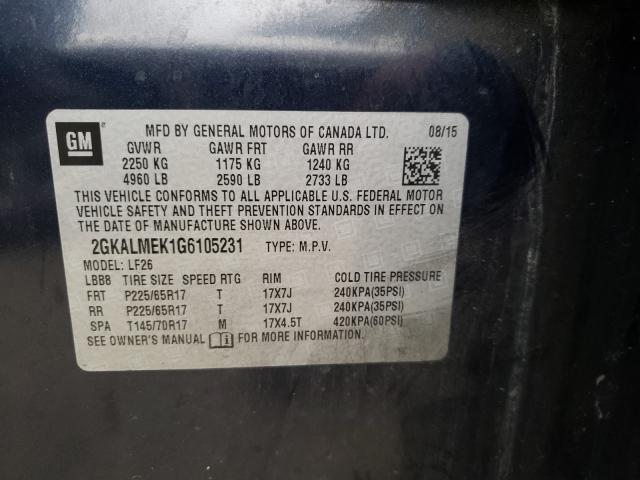 GM
MFD BY GENERAL MOTORS OF CANADA LTD. 08/15
GVWR GAWR FRT GAWR RR
2250 KG 1175 KG 1240 KG
4960 LB 2590 LB 2733 LB
THIS VEHICLE CONFORMS TO ALL APPLICABLE U.S. FEDERAL MOTOR
VEHICLE SAFETY AND THEFT PREVENTION STANDARDS IN EFFECT ON
THE DATE OF MANUFACTURE SHOWN ABOVE.
2GKALMEK1G6105231 TYPE: M.P.V.
MODEL: LF26
LBB8 TIRE SIZE SPEED RTG RIM COLD TIRE PRESSURE
FRT P225/65R17 T 17X7J 240KPA(35PSI)
RR P225/65R17 T 17X7J 240KPA(35PSI)
SPA T145/70R17 M 17X4.5T 420KPA(60PSI)
SEE OWNER'S MANUAL FOR MORE INFORMATION.